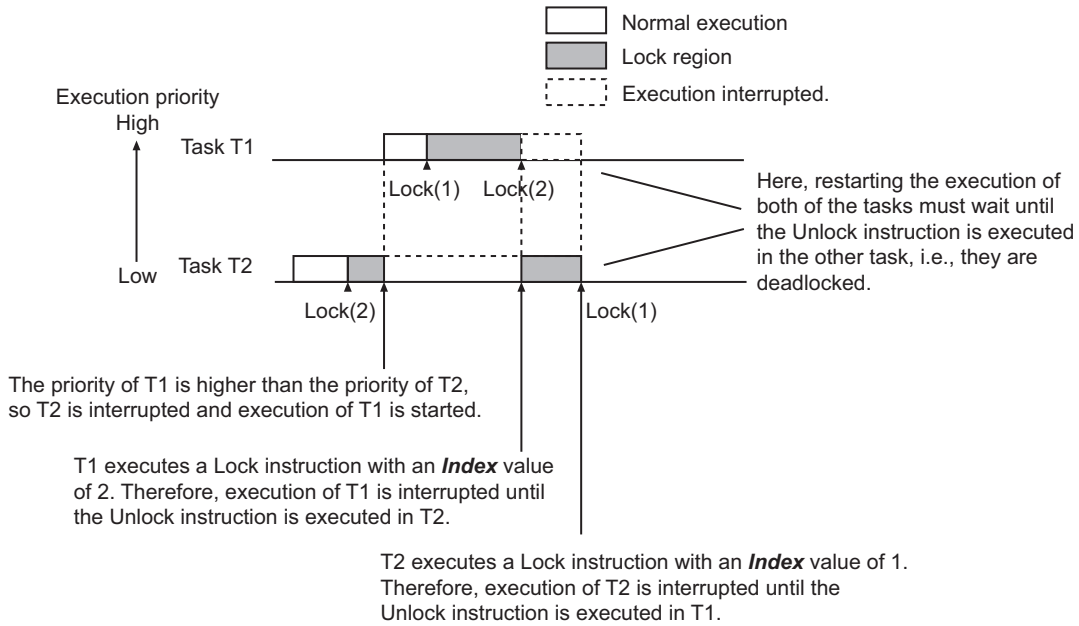 Normal execution
Lock region
Execution interrupted.
Execution priority
High
Task T1
Lock(1)
Lock(2)
Here, restarting the execution of
both of the tasks must wait until
the Unlock instruction is executed
in the other task, i.e., they are
deadlocked.
Low
Task T2
Lock(2)
Lock(1)
The priority of T1 is higher than the priority of T2,
so T2 is interrupted and execution of T1 is started.
T1 executes a Lock instruction with an Index value
of 2. Therefore, execution of T1 is interrupted until
the Unlock instruction is executed in T2.
T2 executes a Lock instruction with an Index value of 1.
Therefore, execution of T2 is interrupted until the
Unlock instruction is executed in T1.